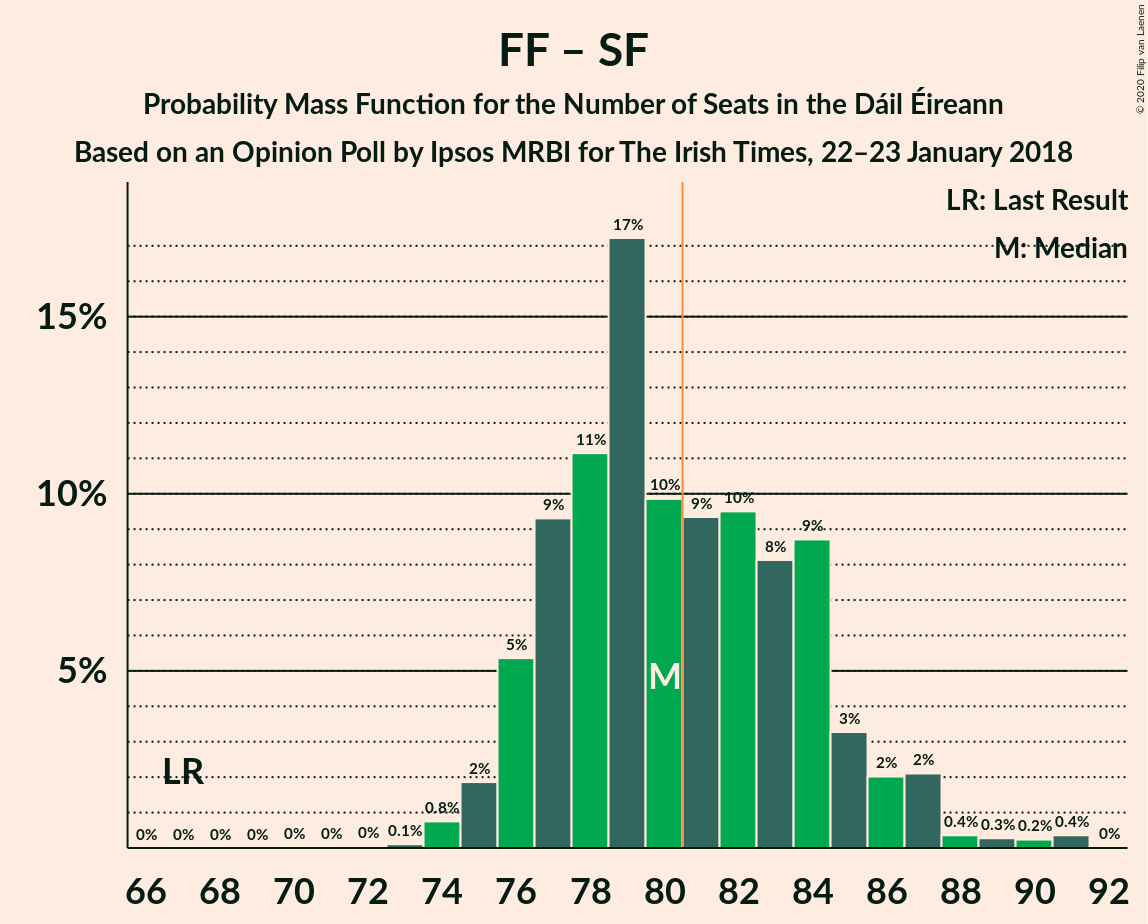 FF – SF
Probability Mass Function for the Number of Seats in the Dáil Éireann
Based on an Opinion Poll by Ipsos MRBI for The Irish Times, 22–23 January 2018
© 2020 Filip van Laenen
LR: Last Result
M: Median
15%
10%
5%
0% 0% 0% 0% 0% 0% 0% 0.1% 0.8% 2% 5% 9% 11% 17% 10% 9% 10% 8% 9% 3% 2% 2% 0.4% 0.3% 0.2% 0.4% 0%
LR
M
66 68 70 72 74 76 78 80 82 84 86 88 90 92